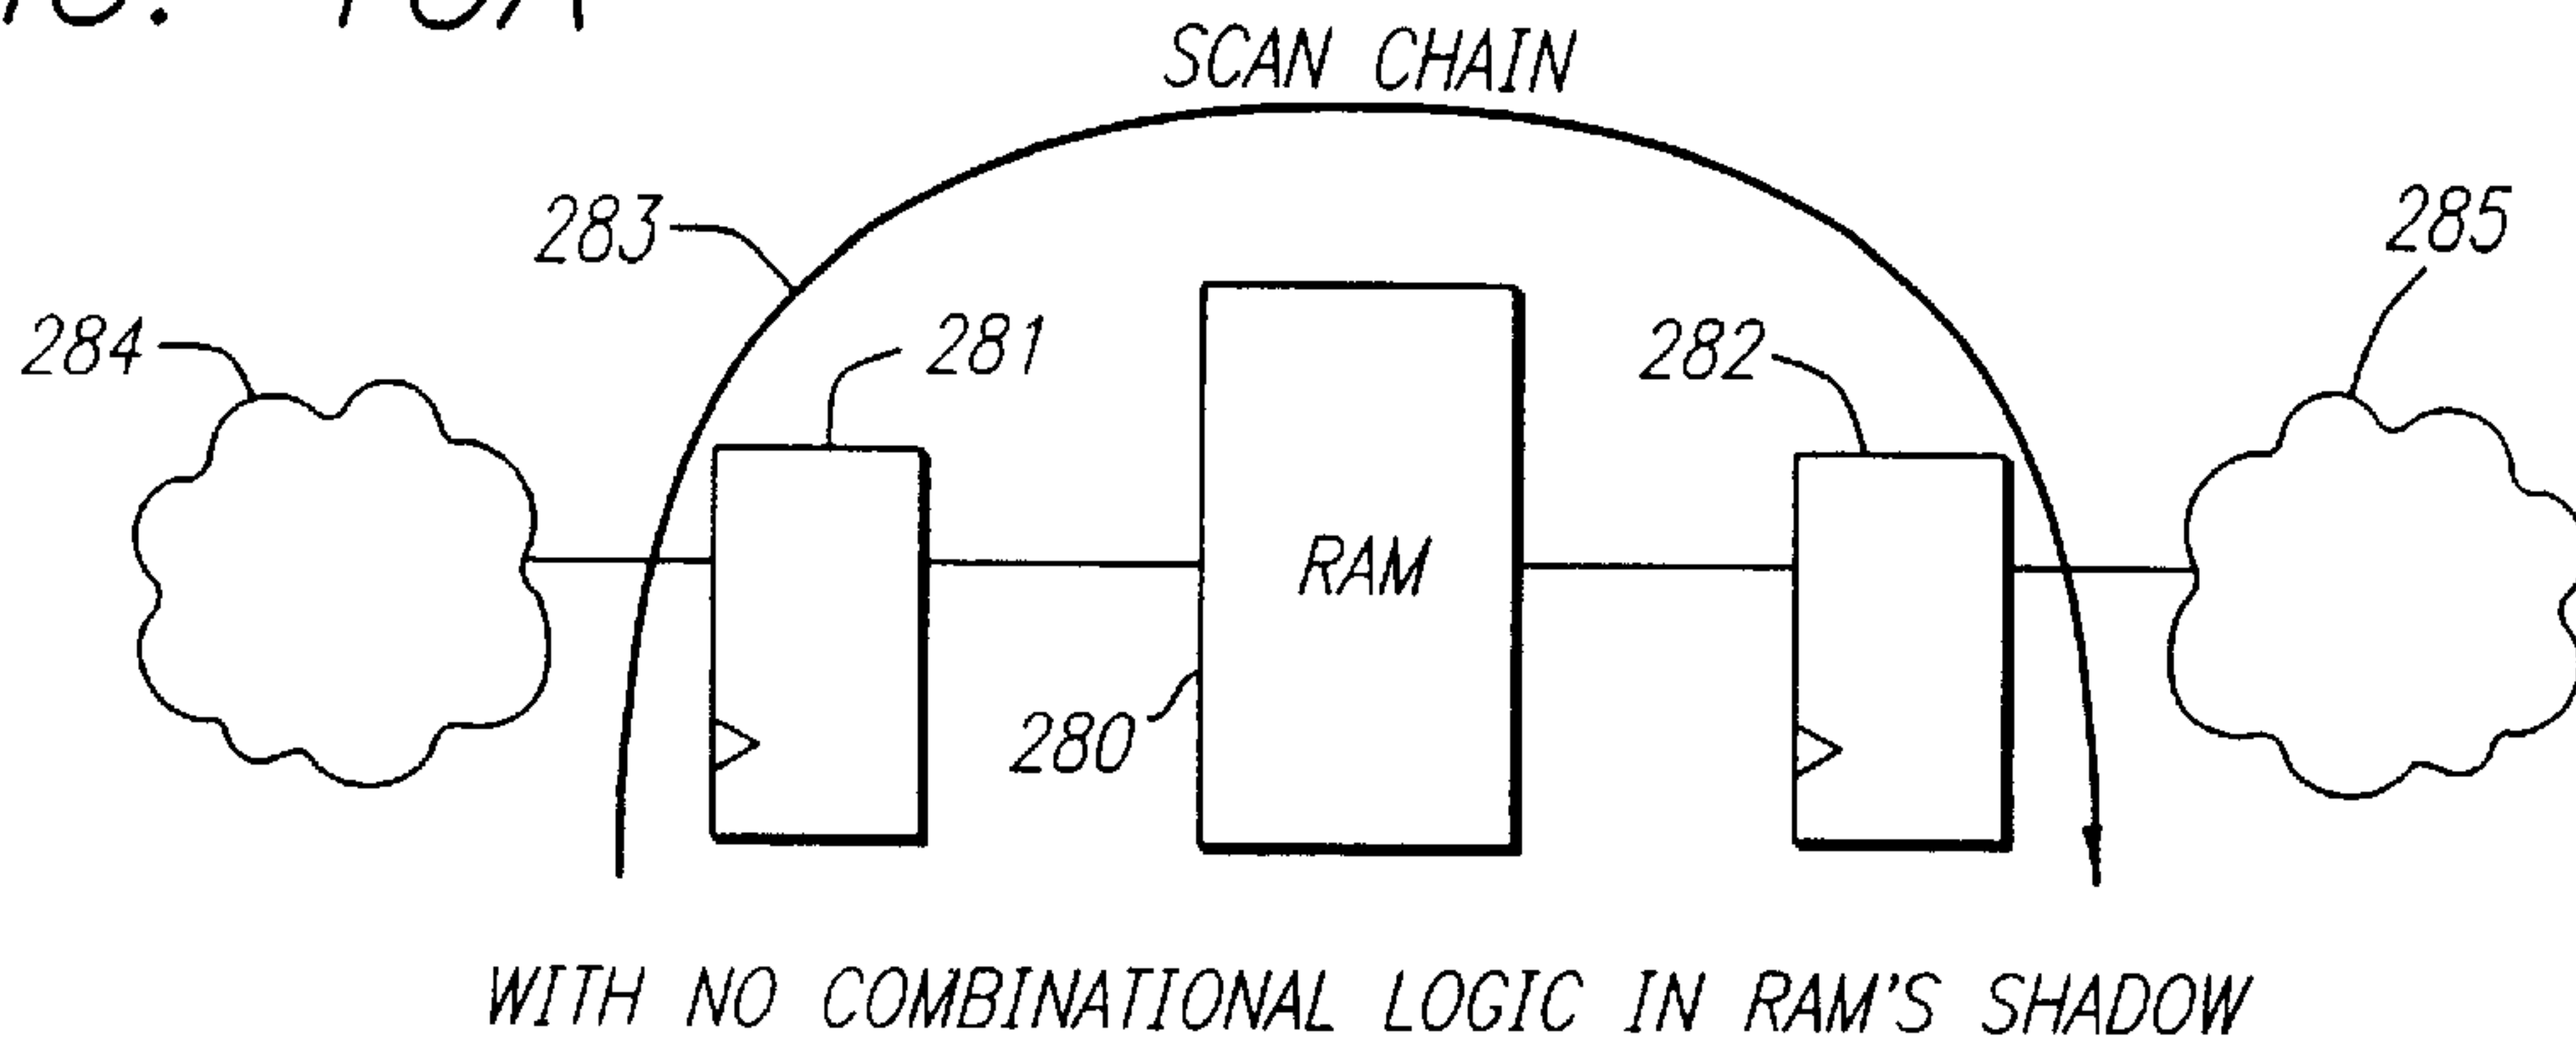 SCAN CHAIN
283
285
284
281
282
RAM
280
WITH NO COMBINATIONAL LOGIC IN RAM'S SHADOW